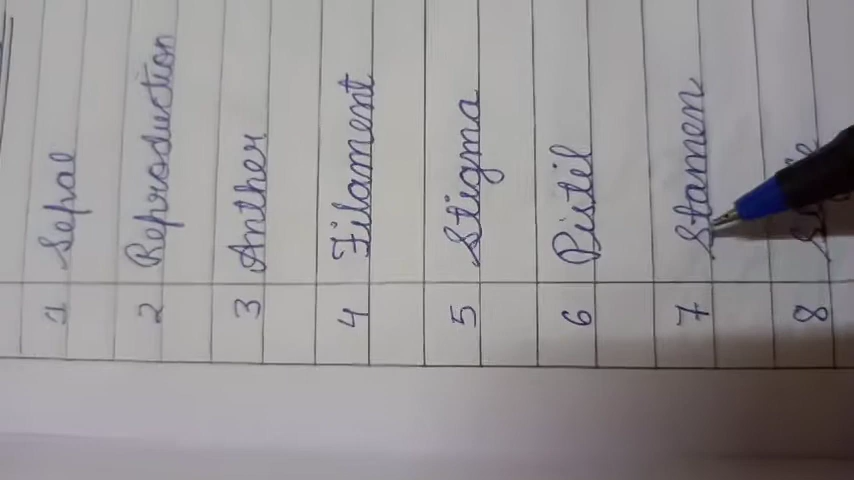 1 Sepal
2 Reproduction
3 Anther
4 Filament
5 Stigma
6 Pistil
7 Stamen
8